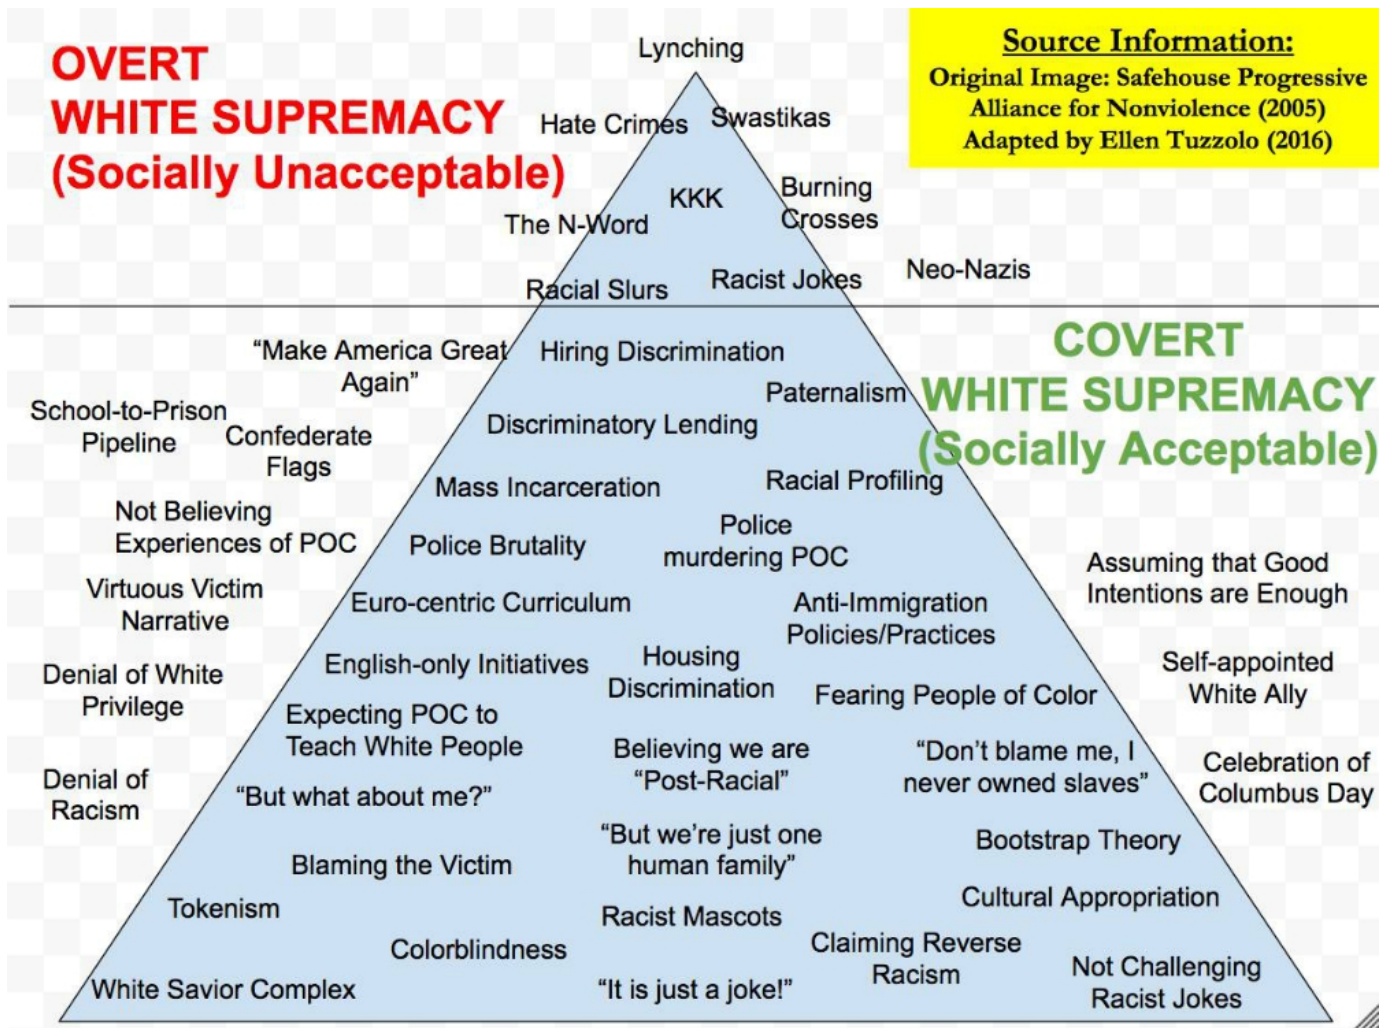 OVERT
WHITE SUPREMACY
(Socially Unacceptable)
Source Information:
Original Image: Safehouse Progressive
Alliance for Nonviolence (2005)
Adapted by Ellen Tuzzolo (2016)
Lynching
Hate Crimes
Swastikas
KKK
Burning
Crosses
The N-Word
Racial Slurs
Racist Jokes
Neo-Nazis
COVERT
WHITE SUPREMACY
(Socially Acceptable)
“Make America Great
Again”
Hiring Discrimination
Paternalism
School-to-Prison
Pipeline
Confederate
Flags
Discriminatory Lending
Mass Incarceration
Racial Profiling
Not Believing
Experiences of POC
Police Brutality
Police
murdering POC
Assuming that Good
Intentions are Enough
Virtuous Victim
Narrative
Euro-centric Curriculum
Anti-Immigration
Policies/Practices
English-only Initiatives
Housing
Discrimination
Self-appointed
White Ally
Denial of White
Privilege
Fearing People of Color
Expecting POC to
Teach White People
Believing we are
“Post-Racial”
“Don’t blame me, I
never owned slaves”
Celebration of
Columbus Day
Denial of
Racism
“But what about me?”
“But we’re just one
human family”
Bootstrap Theory
Blaming the Victim
Cultural Appropriation
Tokenism
Racist Mascots
Colorblindness
Claiming Reverse
Racism
Not Challenging
Racist Jokes
White Savior Complex
“It is just a joke!”